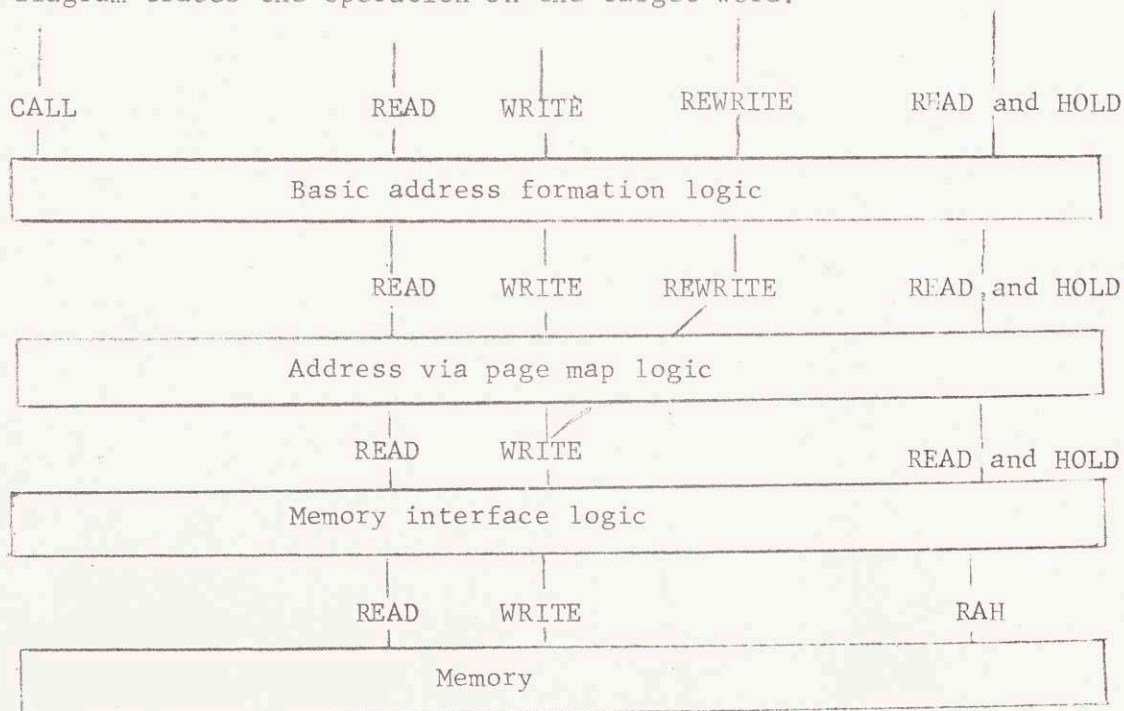 diagram traces the operation on the target word.
CALL READ WRITE REWRITE READ and HOLD
Basic address formation logic
READ WRITE REWRITE READ and HOLD
Address via page map logic
READ WRITE READ and HOLD
Memory interface logic
READ WRITE RAH
Memory